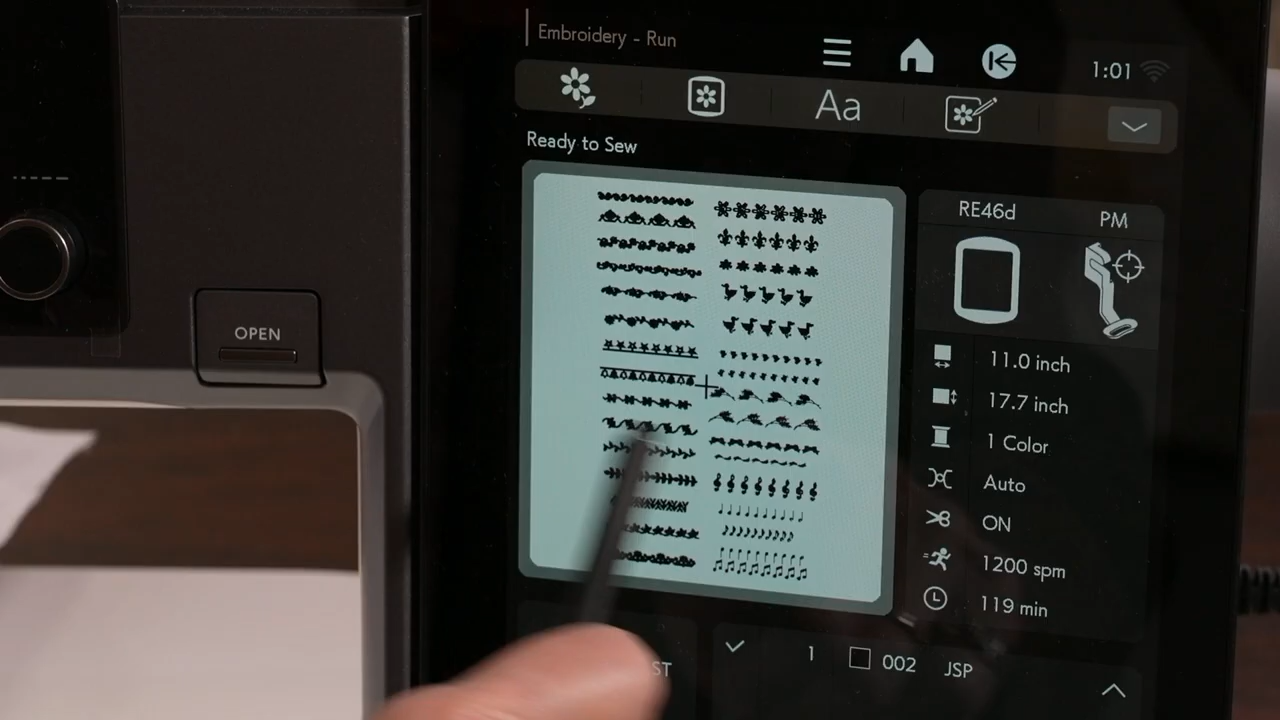 Embroidery - Run
1:01
Aa
Ready to Sew
RE46d
PM
OPEN
11.0 inch
17.7 inch
1 Color
Auto
ON
1200 spm
119 min
1
002
JSP